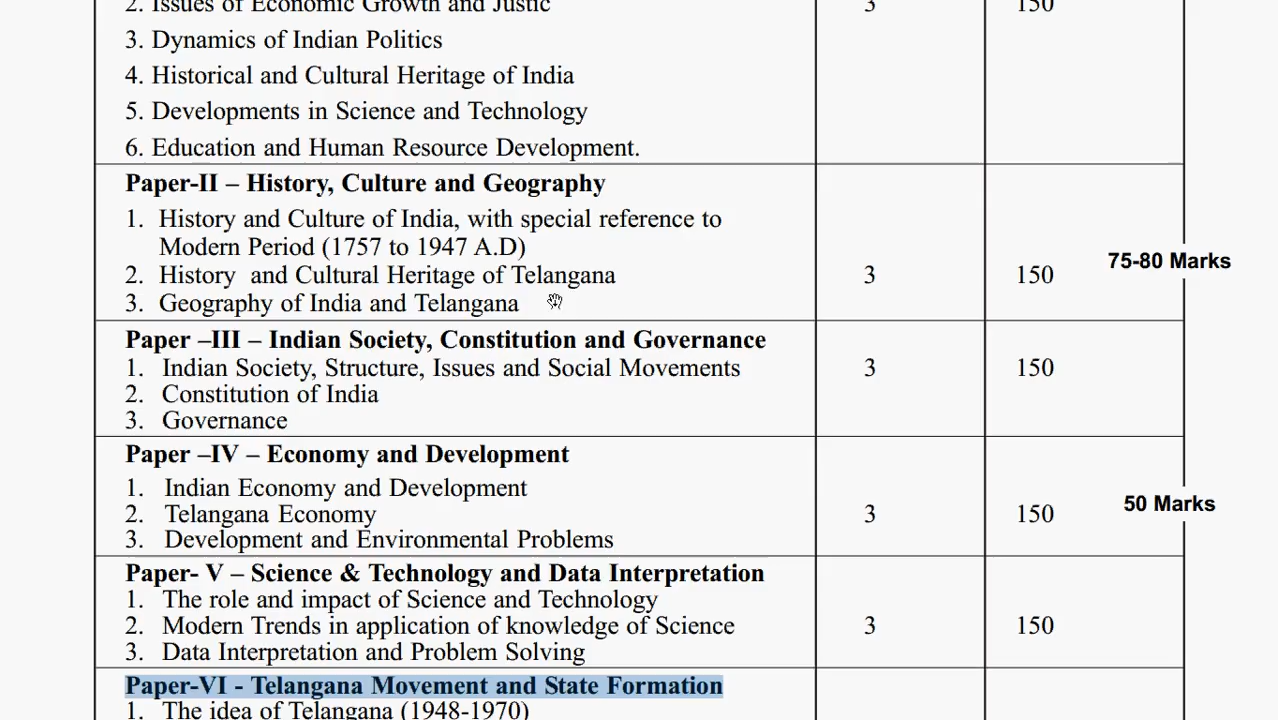 2. Issues of Economic Growth and Justic 3 150
3. Dynamics of Indian Politics
4. Historical and Cultural Heritage of India
5. Developments in Science and Technology
6. Education and Human Resource Development.
Paper-II – History, Culture and Geography
1. History and Culture of India, with special reference to
Modern Period (1757 to 1947 A.D)
75-80 Marks
2. History and Cultural Heritage of Telangana 3 150
3. Geography of India and Telangana
Paper –III – Indian Society, Constitution and Governance
1. Indian Society, Structure, Issues and Social Movements 3 150
2. Constitution of India
3. Governance
Paper –IV – Economy and Development
1. Indian Economy and Development
50 Marks
2. Telangana Economy 3 150
3. Development and Environmental Problems
Paper- V – Science & Technology and Data Interpretation
1. The role and impact of Science and Technology
2. Modern Trends in application of knowledge of Science 3 150
3. Data Interpretation and Problem Solving
Paper-VI - Telangana Movement and State Formation
1. The idea of Telangana (1948-1970)